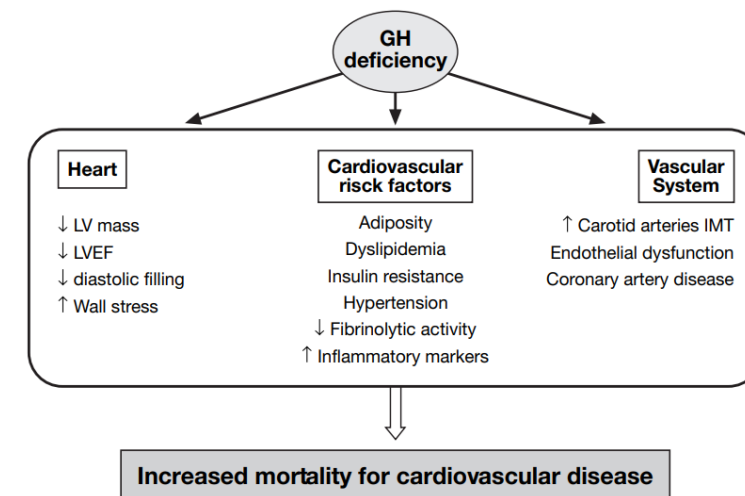 GH
deficiency
Heart
↓ LV mass
↓ LVEF
↓ diastolic filling
↑ Wall stress
Cardiovascular
risck factors
Adiposity
Dyslipidemia
Insulin resistance
Hypertension
↓ Fibrinolytic activity
↑ Inflammatory markers
Vascular
System
↑ Carotid arteries IMT
Endothelial dysfunction
Coronary artery disease
Increased mortality for cardiovascular disease